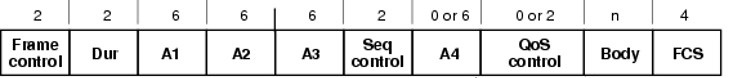 2 2 6 6 6 2 0 or 6 0 or 2 n 4
Frame control Dur A1 A2 A3 Seq control A4 QoS control Body FCS